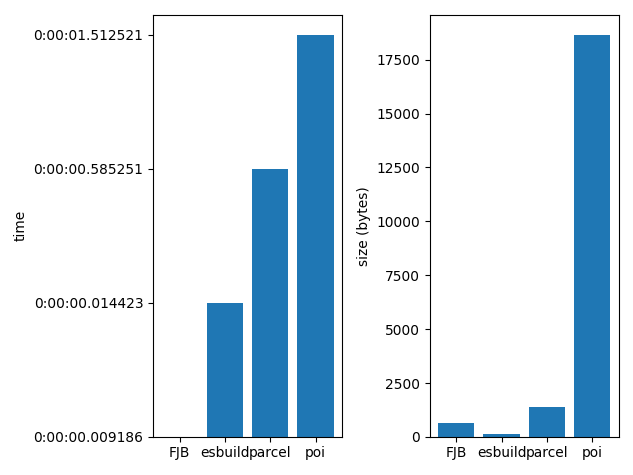 time
0:00:01.512521
0:00:00.585251
0:00:00.014423
0:00:00.009186
FJB
esbuild
parcel
poi
size (bytes)
17500
15000
12500
10000
7500
5000
2500
0
FJB
esbuild
parcel
poi